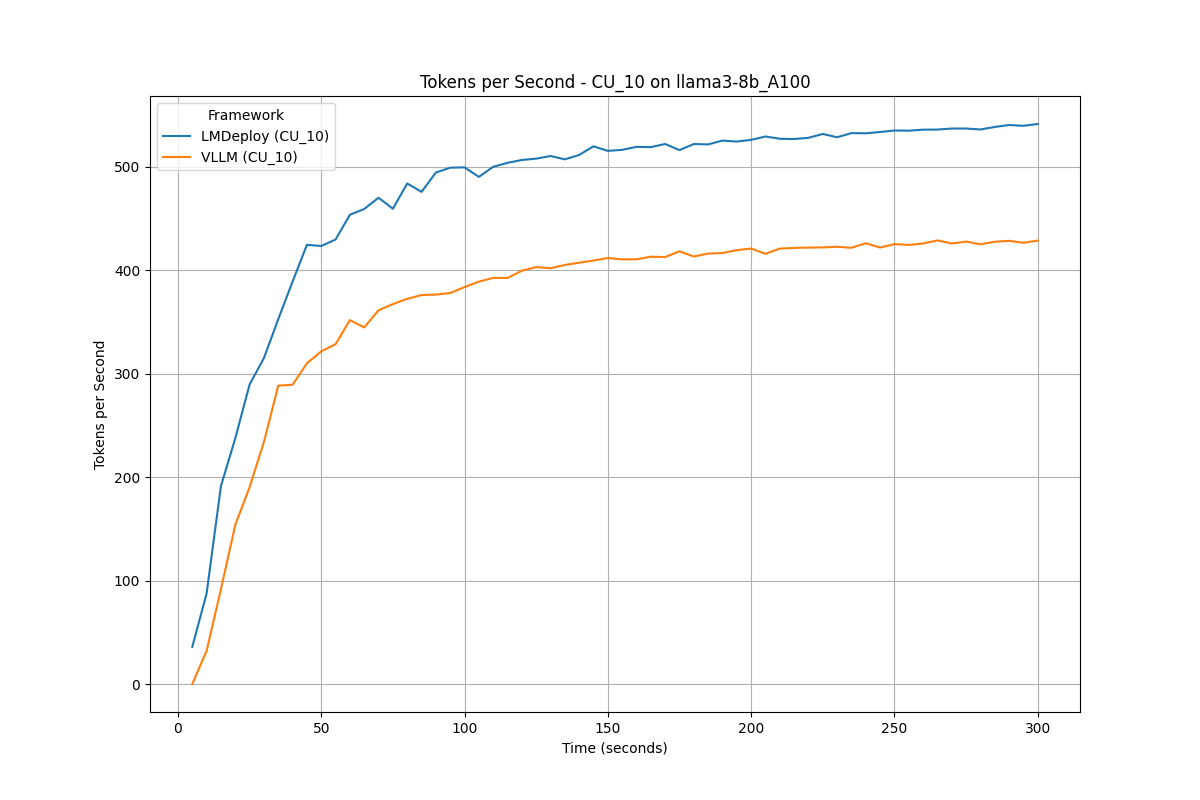 Tokens per Second - CU_10 on llama3-8b_A100
Framework
LMDeploy (CU_10)
VLLM (CU_10)
Tokens per Second
500
400
300
200
100
0
0 50 100 150 200 250 300
Time (seconds)